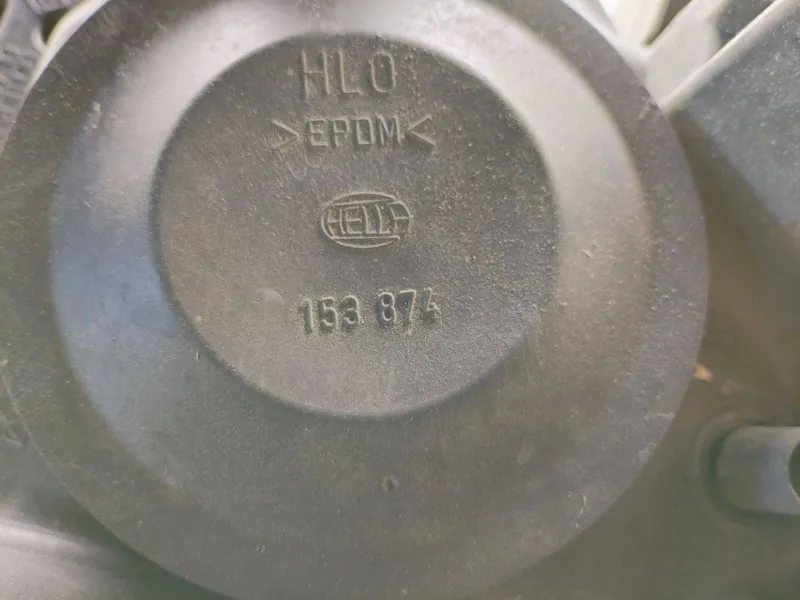 HLO
>EPDM<
HELLA
153 874